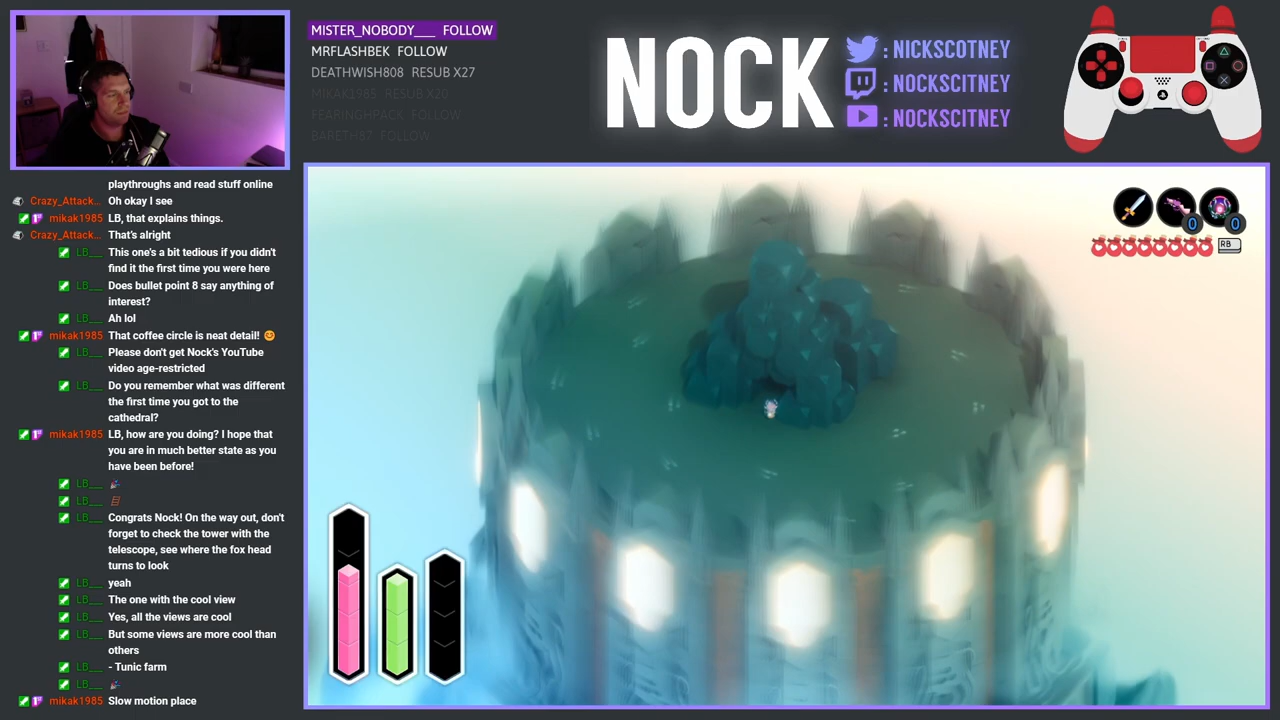 MISTER_NOBODY___ FOLLOW
MRFLASHBEK FOLLOW
DEATHWISH808 RESUB X27
MIKAK1985 RESUB X20
FEARINGHPACK FOLLOW
BARETH87 FOLLOW
NOCK
: NICKSCOTNEY
: NOCKSCITNEY
: NOCKSCITNEY
playthroughs and read stuff online
Crazy_Attack... Oh okay I see
mikak1985 LB, that explains things.
Crazy_Attack... That's alright
LB___ This one's a bit tedious if you didn't
find it the first time you were here
LB___ Does bullet point 8 say anything of
interest?
LB___ Ah lol
mikak1985 That coffee circle is neat detail! 😊
LB___ Please don't get Nock's YouTube
video age-restricted
LB___ Do you remember what was different
the first time you got to the
cathedral?
mikak1985 LB, how are you doing? I hope that
you are in much better state as you
have been before!
LB___ 🎉
LB___
LB___ Congrats Nock! On the way out, don't
forget to check the tower with the
telescope, see where the fox head
turns to look
LB___ yeah
LB___ The one with the cool view
LB___ Yes, all the views are cool
LB___ But some views are more cool than
others
LB___ - Tunic farm
LB___ 🎉
mikak1985 Slow motion place
0
0
RB